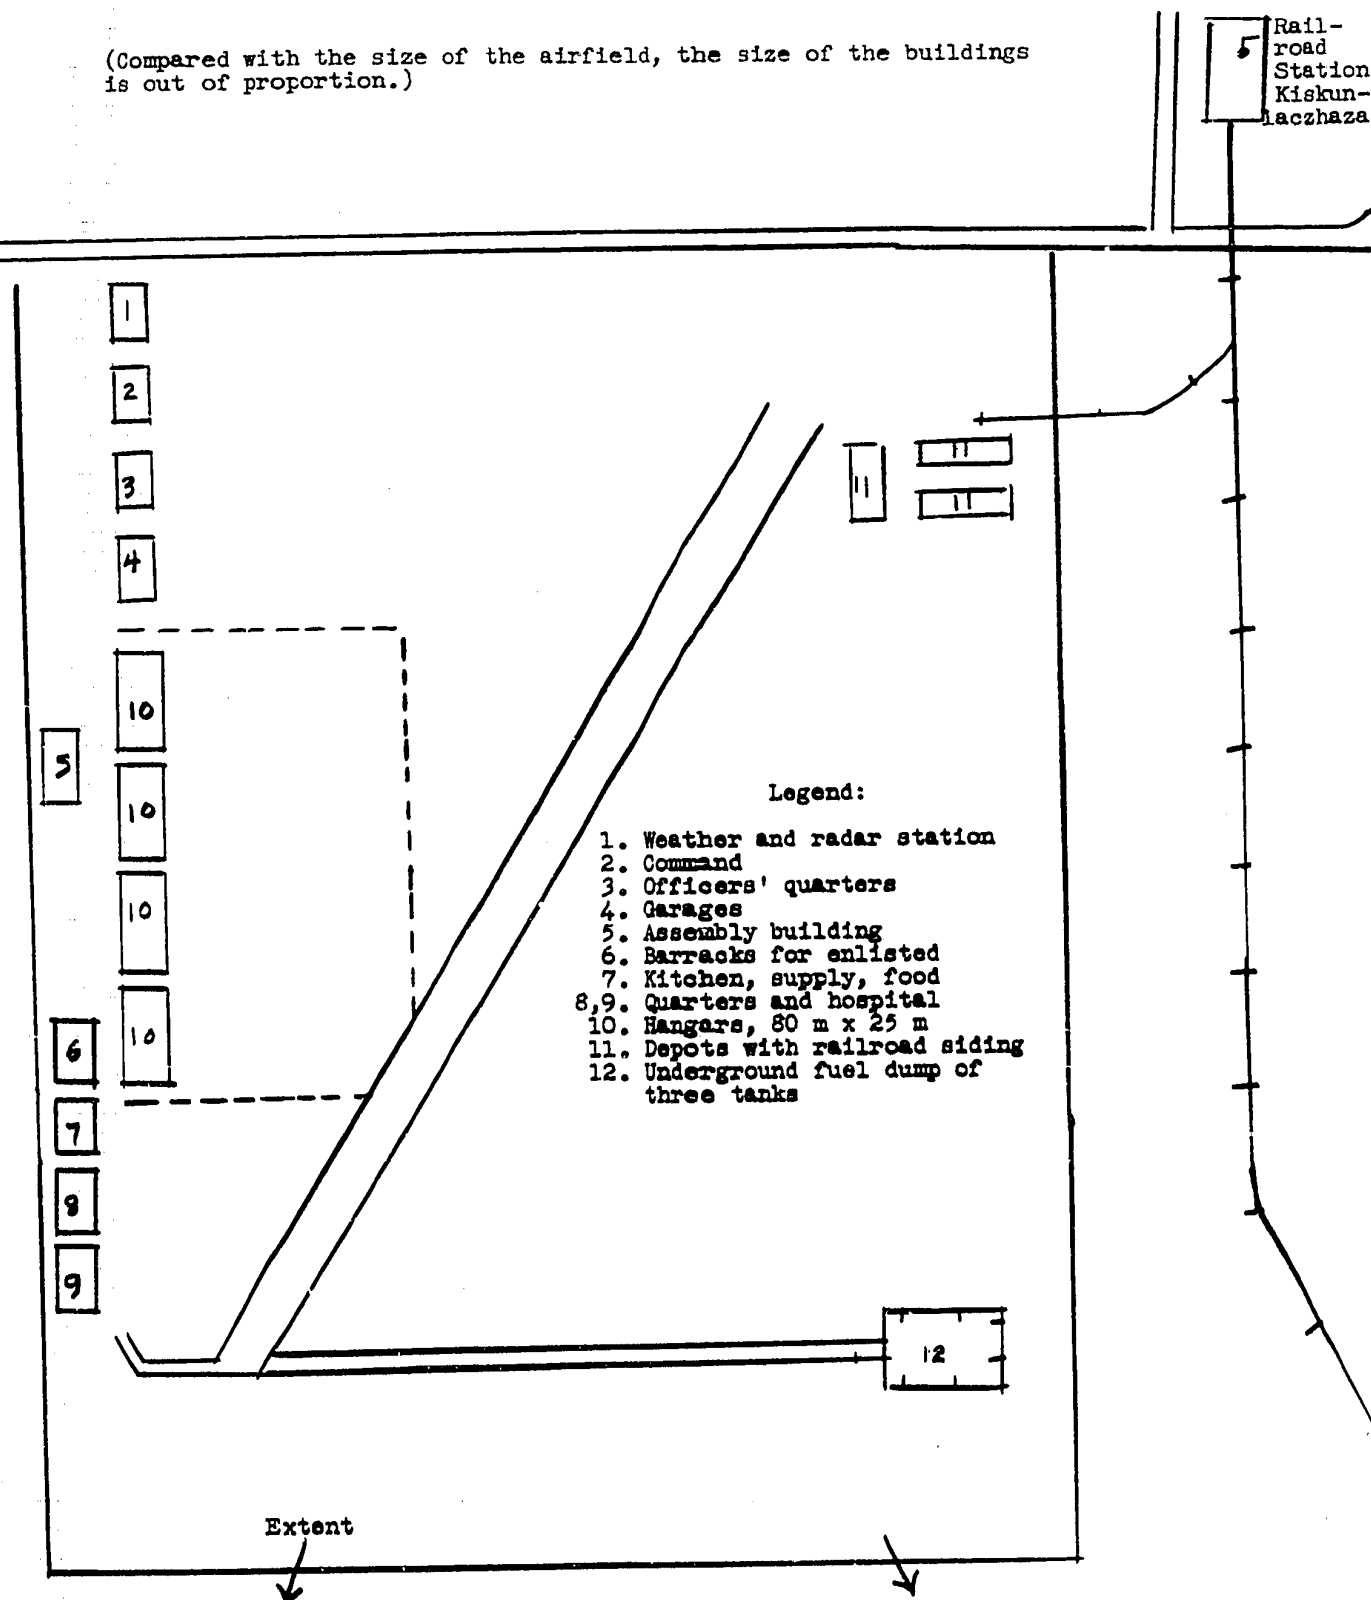 (Compared with the size of the airfield, the size of the buildings
is out of proportion.)
5
Rail-
road
Station
Kiskun-
laczhaza
1
2
3
4
11
11
11
10
5
10
10
10
6
7
8
9
Legend:
1. Weather and radar station
2. Command
3. Officers' quarters
4. Garages
5. Assembly building
6. Barracks for enlisted
7. Kitchen, supply, food
8,9. Quarters and hospital
10. Hangars, 80 m x 25 m
11. Depots with railroad siding
12. Underground fuel dump of
three tanks
12
Extent